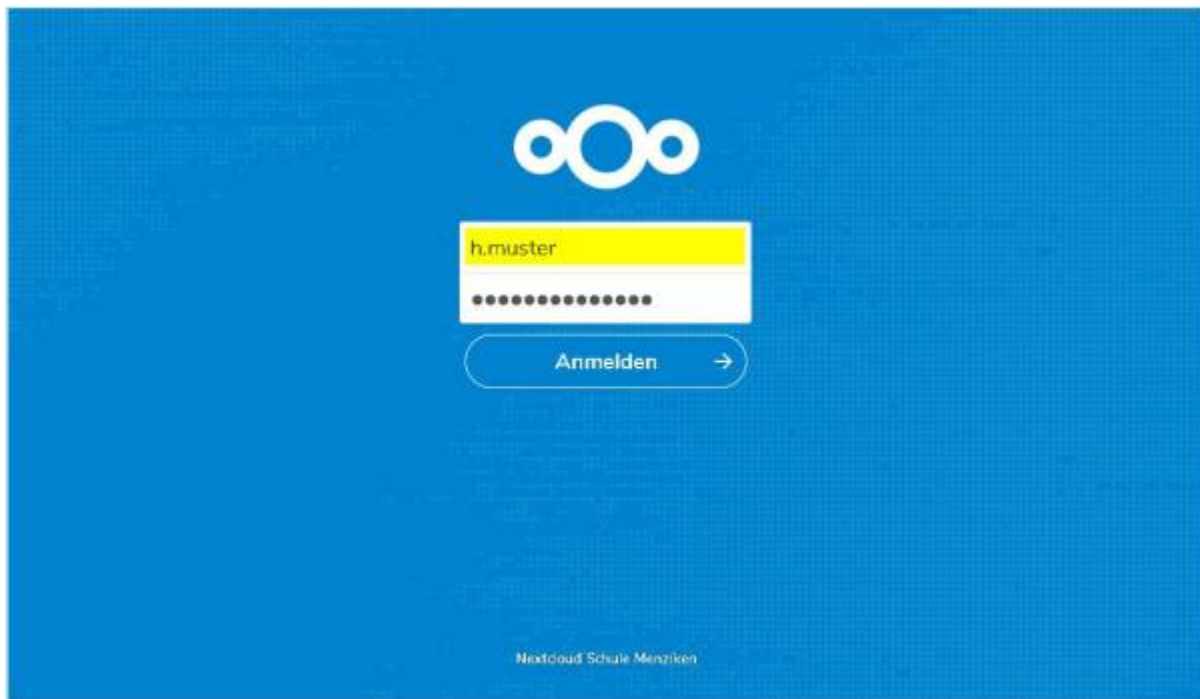 h.muster
••••••••••••••
Anmelden →
Nextcloud Schule Menziken